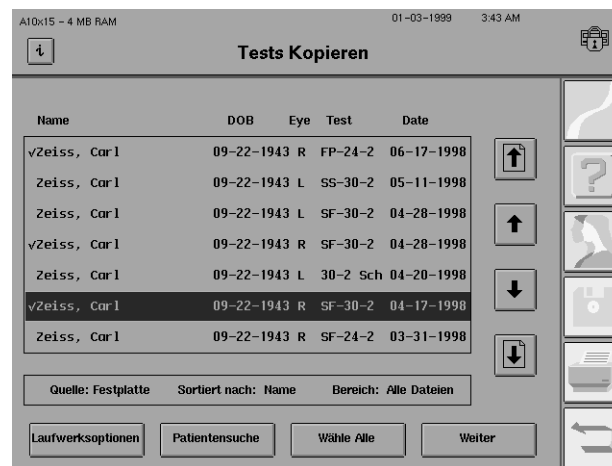 A10x15 - 4 MB RAM 01-03-1999 3:43 AM
i Tests Kopieren
Name DOB Eye Test Date
√Zeiss, Carl 09-22-1943 R FP-24-2 06-17-1998
Zeiss, Carl 09-22-1943 L SS-30-2 05-11-1998
Zeiss, Carl 09-22-1943 L SF-30-2 04-28-1998
√Zeiss, Carl 09-22-1943 R SF-30-2 04-28-1998
Zeiss, Carl 09-22-1943 L 30-2 Sch 04-20-1998
√Zeiss, Carl 09-22-1943 R SF-30-2 04-17-1998
Zeiss, Carl 09-22-1943 R SF-24-2 03-31-1998
Quelle: Festplatte Sortiert nach: Name Bereich: Alle Dateien
Laufwerksoptionen Patientensuche Wähle Alle Weiter